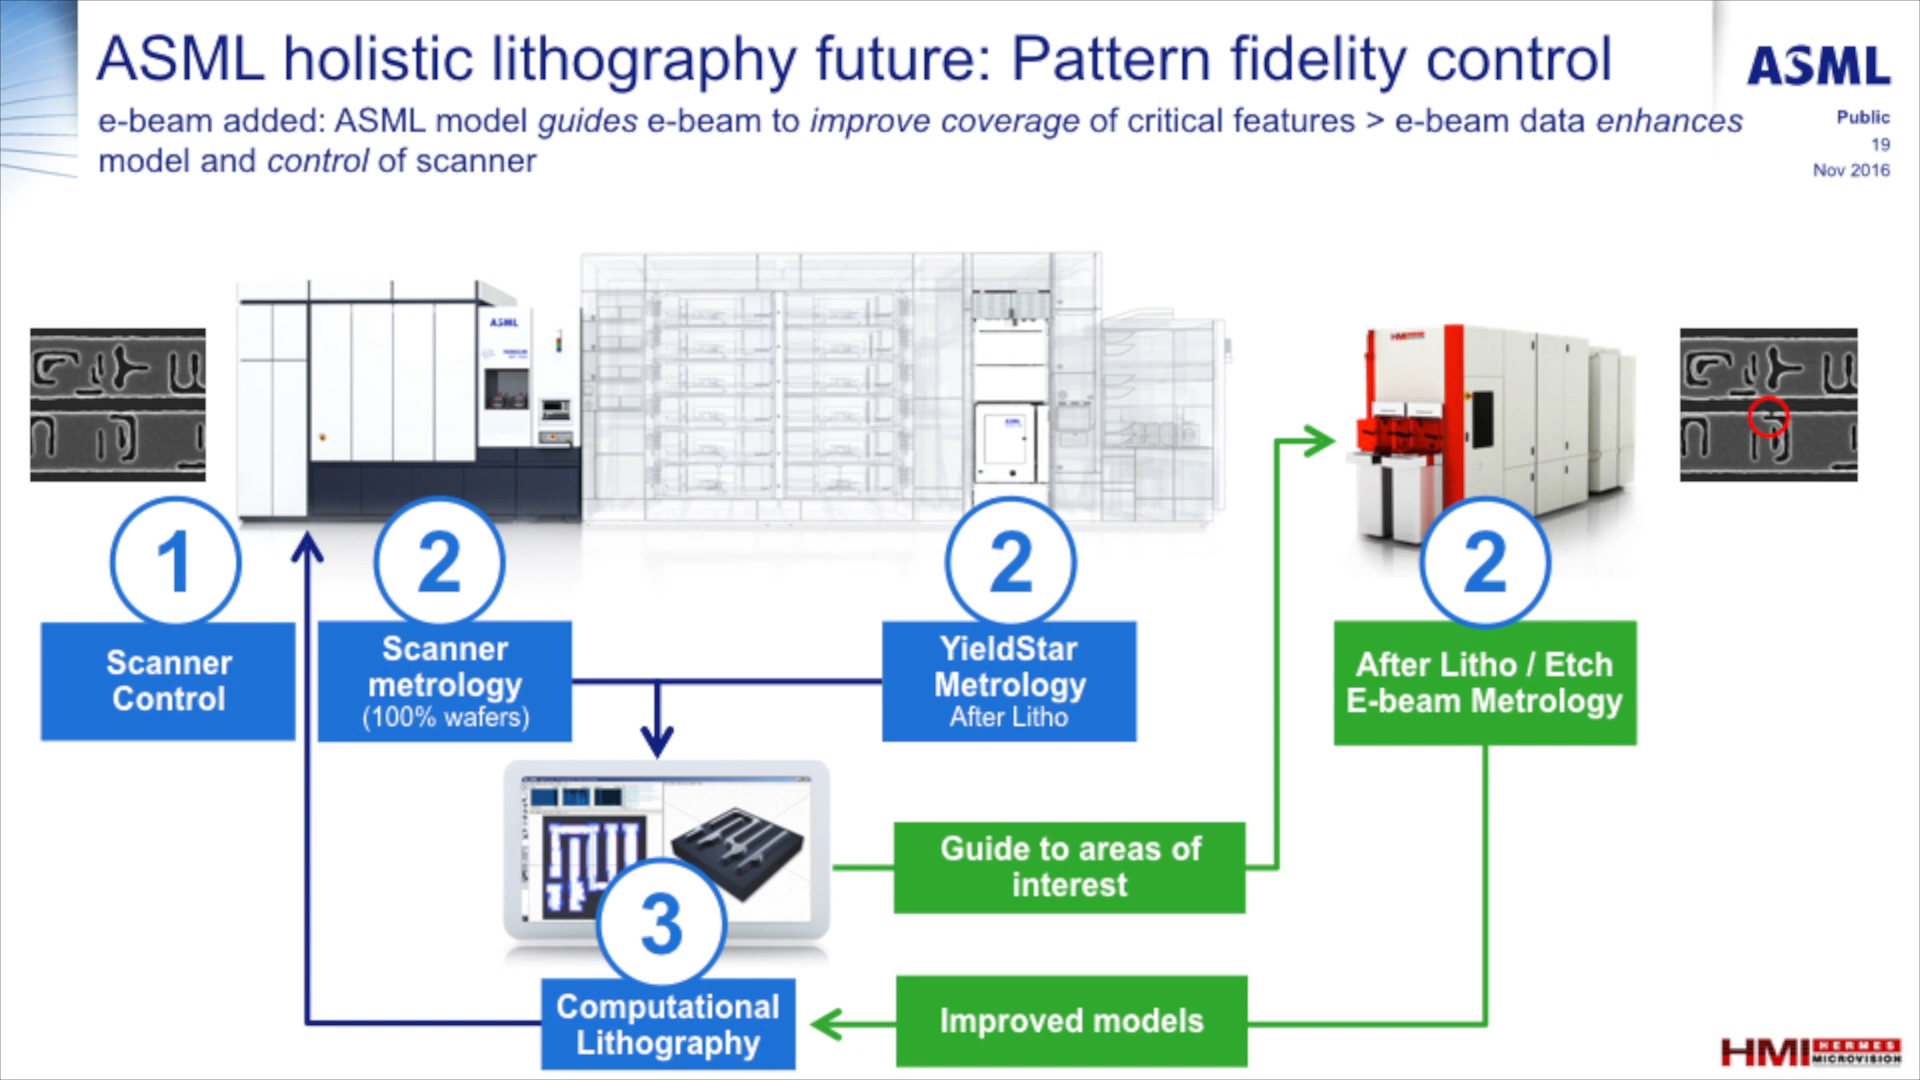 ASML holistic lithography future: Pattern fidelity control
e-beam added: ASML model guides e-beam to improve coverage of critical features > e-beam data enhances
model and control of scanner
ASML
Public
19
Nov 2016
ASML
HMI
1
2
2
2
Scanner
Control
Scanner
metrology
(100% wafers)
YieldStar
Metrology
After Litho
After Litho / Etch
E-beam Metrology
Guide to areas of
interest
3
Computational
Lithography
Improved models
HMI HERMES
MICROVISION